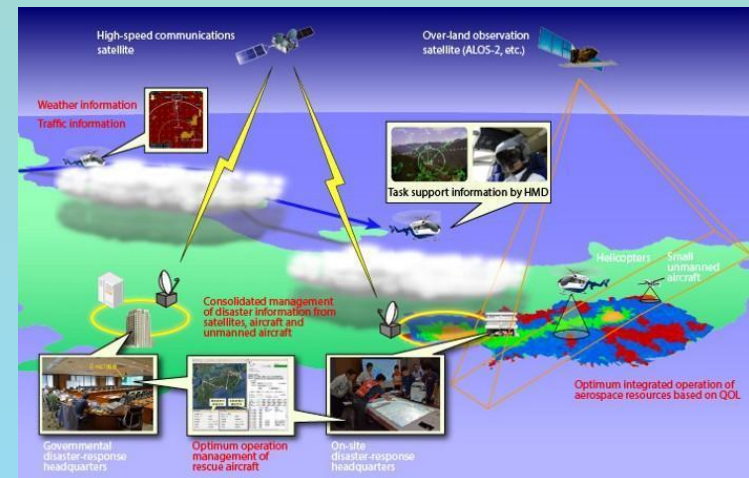 High-speed communications
satellite
Over-land observation
satellite (ALOS-2, etc.)
Weather information
Traffic information
Task support information by HMD
Helicopters
Small
unmanned
aircraft
Consolidated management
of disaster information from
satellites, aircraft and
unmanned aircraft
Optimum integrated operation of
aerospace resources based on QOL
Governmental
disaster-response
headquarters
Optimum operation
management of
rescue aircraft
On-site
disaster-response
headquarters